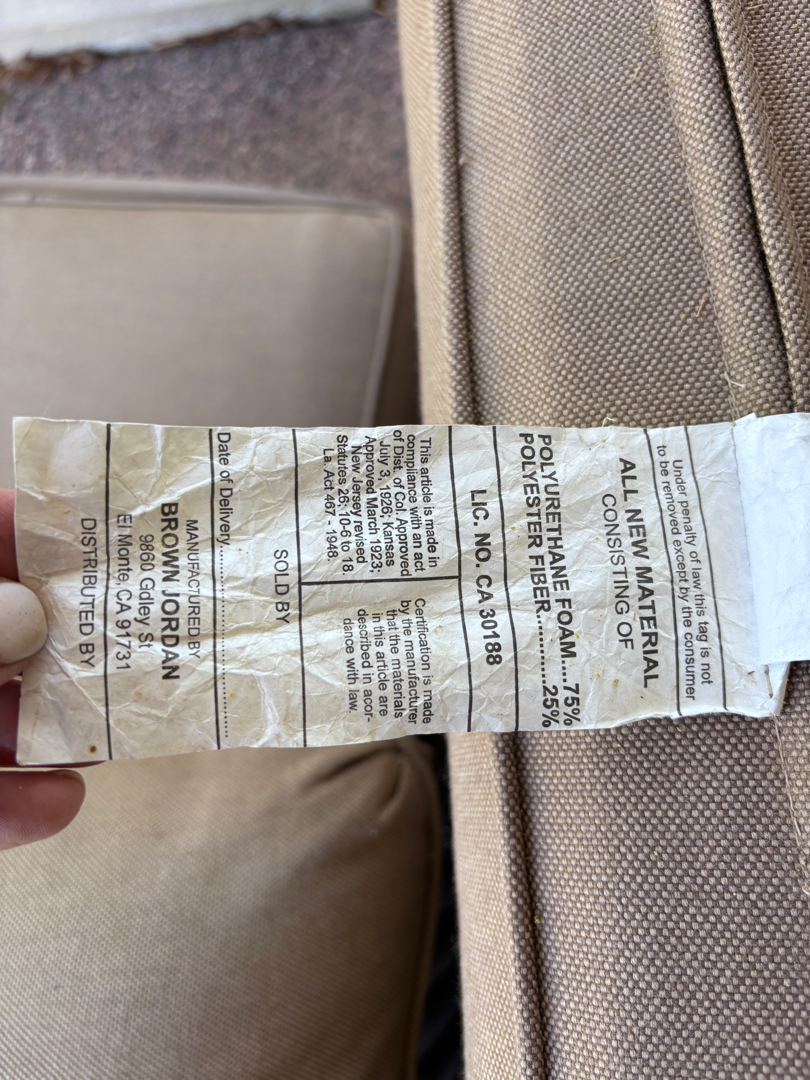 Under penalty of law this tag is not
to be removed except by the consumer
ALL NEW MATERIAL
CONSISTING OF
POLYURETHANE FOAM....75%
POLYESTER FIBER............25%
LIC. NO. CA 30188
This article is made in
compliance with an act
of Dist. of Col. Approved
July 3, 1926; Kansas
Approved March 1923;
New Jersey revised
Statutes 26; 10-6 to 18.
La. Act 467 - 1948.
Certification is made
by the manufacturer
that the materials
in this article are
described in acor-
dance with law.
SOLD BY
Date of Delivery..............................
MANUFACTURED BY
BROWN JORDAN
9860 Gdley St
El Monte, CA 91731
DISTRIBUTED BY